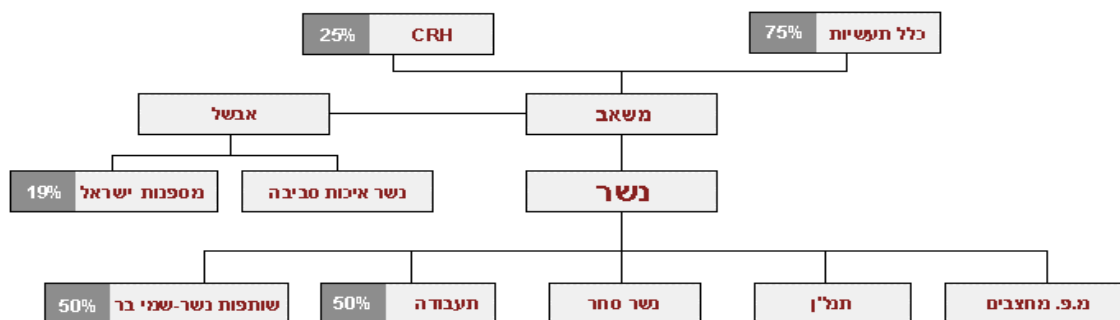 כלל תעשיות 75%
CRH 25%
משאב
אבשל
נשר
נשר איכות סביבה
מספנות ישראל 19%
מ.פ. מחצבים
תמל"ן
נשר סחר
תעבורה 50%
שותפות נשר-שמי בר 50%